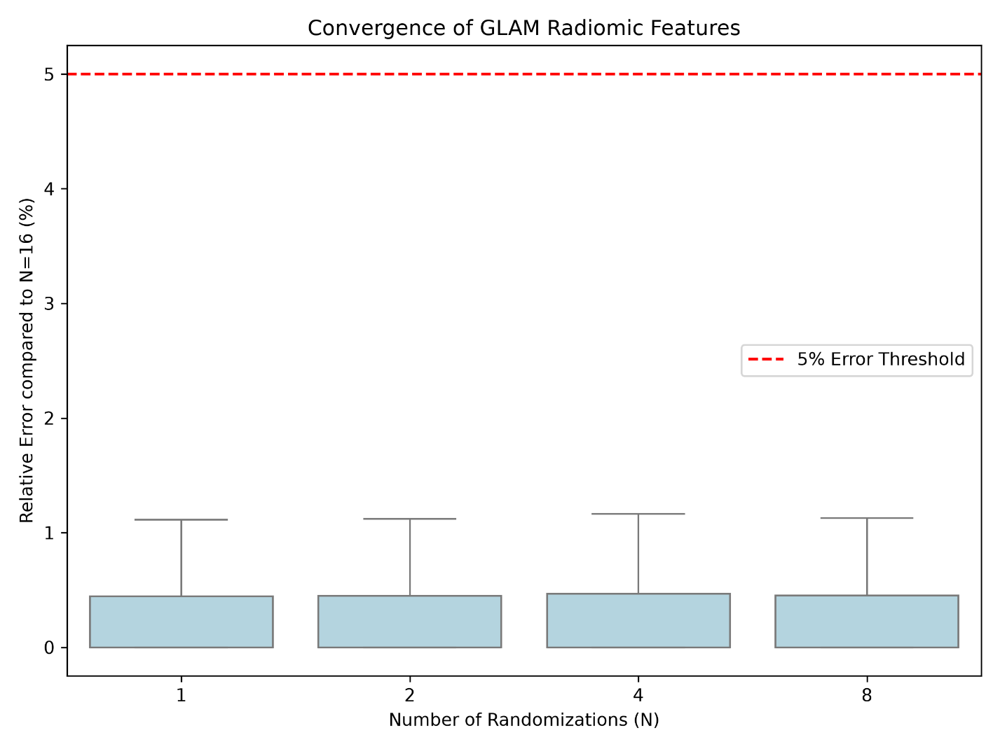 Convergence of GLAM Radiomic Features
Relative Error compared to N=16 (%)
5
4
3
2
1
0
5% Error Threshold
1 2 4 8
Number of Randomizations (N)